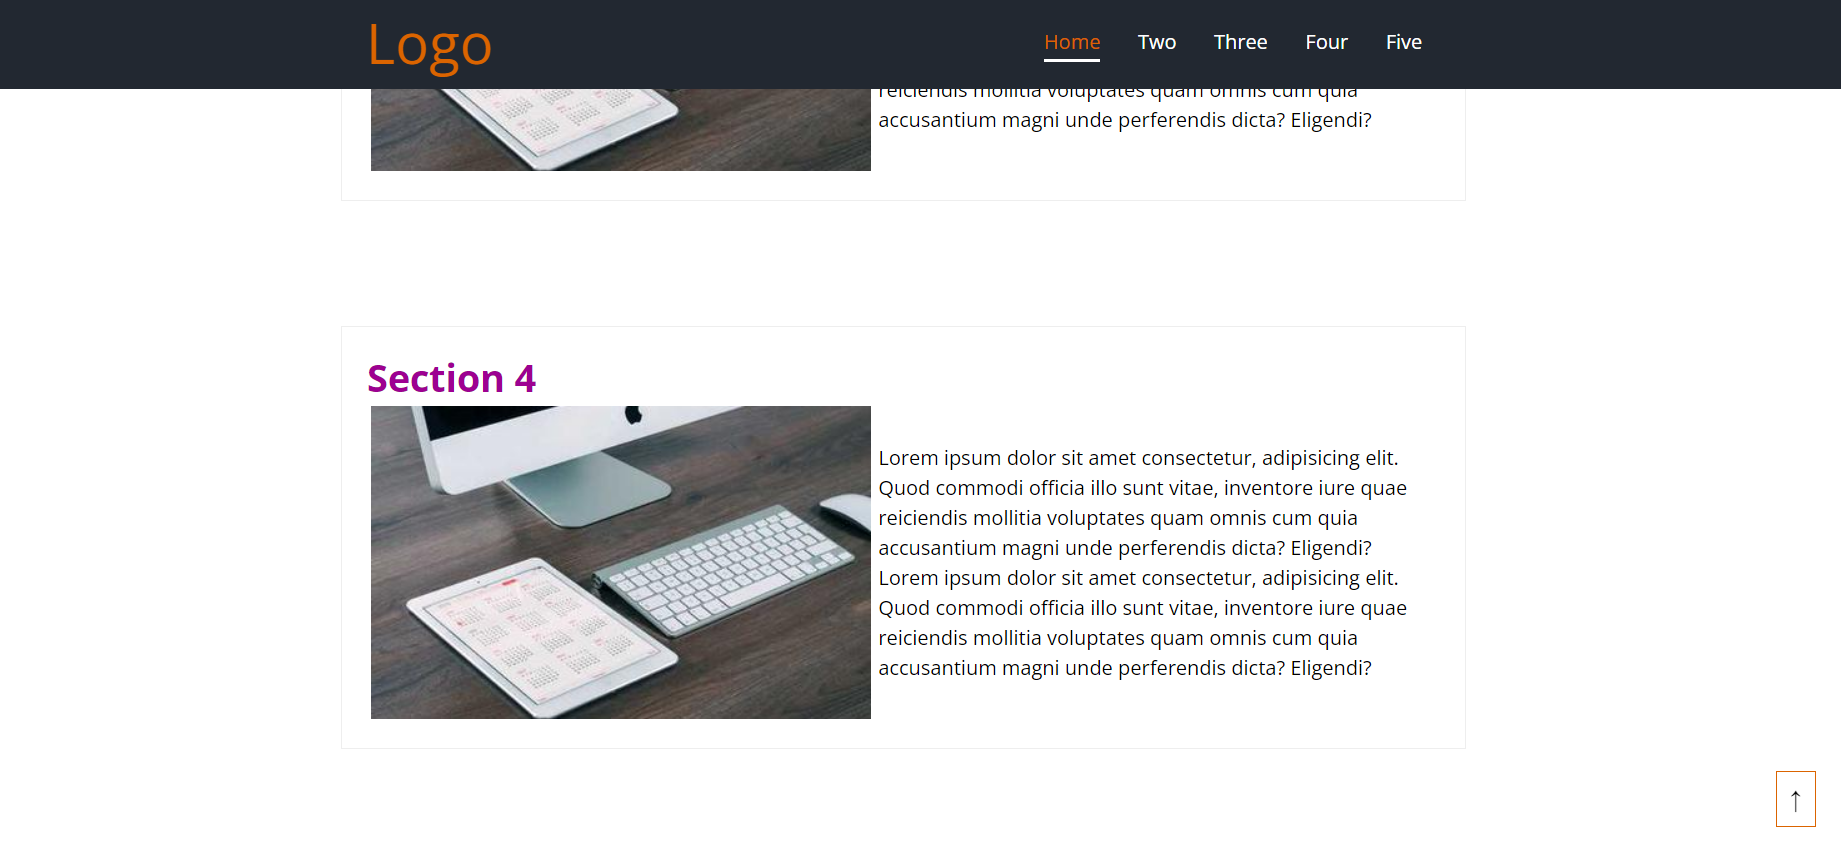 Logo
Home Two Three Four Five
reiciendis mollitia voluptates quam omnis cum quia
accusantium magni unde perferendis dicta? Eligendi?
Section 4
Lorem ipsum dolor sit amet consectetur, adipisicing elit.
Quod commodi officia illo sunt vitae, inventore iure quae
reiciendis mollitia voluptates quam omnis cum quia
accusantium magni unde perferendis dicta? Eligendi?
Lorem ipsum dolor sit amet consectetur, adipisicing elit.
Quod commodi officia illo sunt vitae, inventore iure quae
reiciendis mollitia voluptates quam omnis cum quia
accusantium magni unde perferendis dicta? Eligendi?
↑